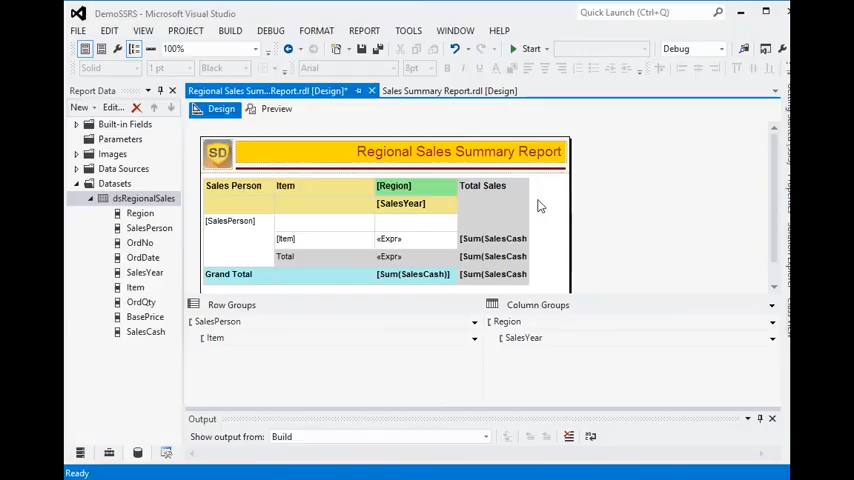 DemoSSRS - Microsoft Visual Studio
Quick Launch (Ctrl+Q)
FILE EDIT VIEW PROJECT BUILD DEBUG FORMAT REPORT TOOLS WINDOW HELP
100% Start Debug
Solid 1 pt Black Arial 8pt
Report Data
Regional Sales Sum...Report.rdl [Design]* Sales Summary Report.rdl [Design]
New Edit...
Design Preview
Built-in Fields
Parameters
Images
Data Sources
Datasets
dsRegionalSales
Region
SalesPerson
OrdNo
OrdDate
SalesYear
Item
OrdQty
BasePrice
SalesCash
SD Regional Sales Summary Report
Sales Person Item [Region] Total Sales
[SalesYear]
[SalesPerson]
[Item] «Expr» [Sum(SalesCash
Total «Expr» [Sum(SalesCash
Grand Total [Sum(SalesCash)] [Sum(SalesCash
Row Groups Column Groups
[ SalesPerson [ Region
[ Item [ SalesYear
Output
Show output from: Build
Ready
Properties
Solution Explorer
Class View